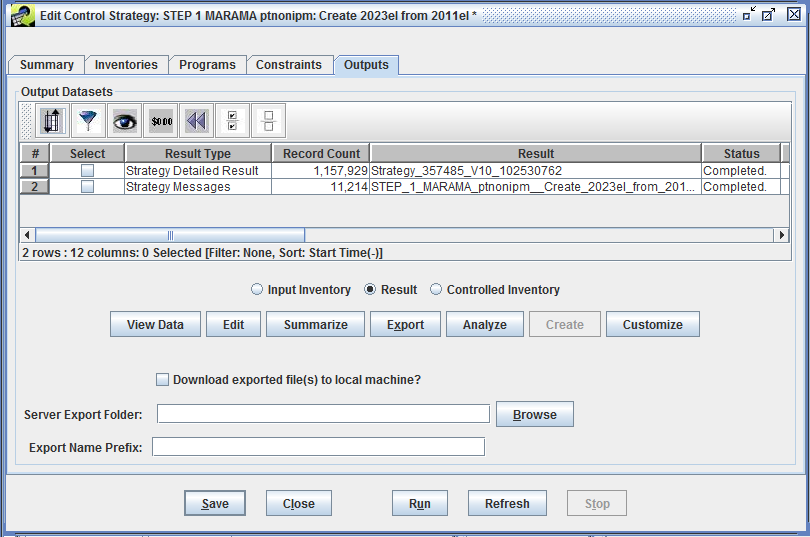 Edit Control Strategy: STEP 1 MARAMA ptnonipm: Create 2023el from 2011el *
Summary Inventories Programs Constraints Outputs
Output Datasets
$0.00
# Select Result Type Record Count Result Status
1 Strategy Detailed Result 1,157,929 Strategy_357485_V10_102530762 Completed.
2 Strategy Messages 11,214 STEP_1_MARAMA_ptnonipm__Create_2023el_from_201... Completed.
2 rows : 12 columns: 0 Selected [Filter: None, Sort: Start Time(-)]
Input Inventory Result Controlled Inventory
View Data Edit Summarize Export Analyze Create Customize
Download exported file(s) to local machine?
Server Export Folder: Browse
Export Name Prefix:
Save Close Run Refresh Stop